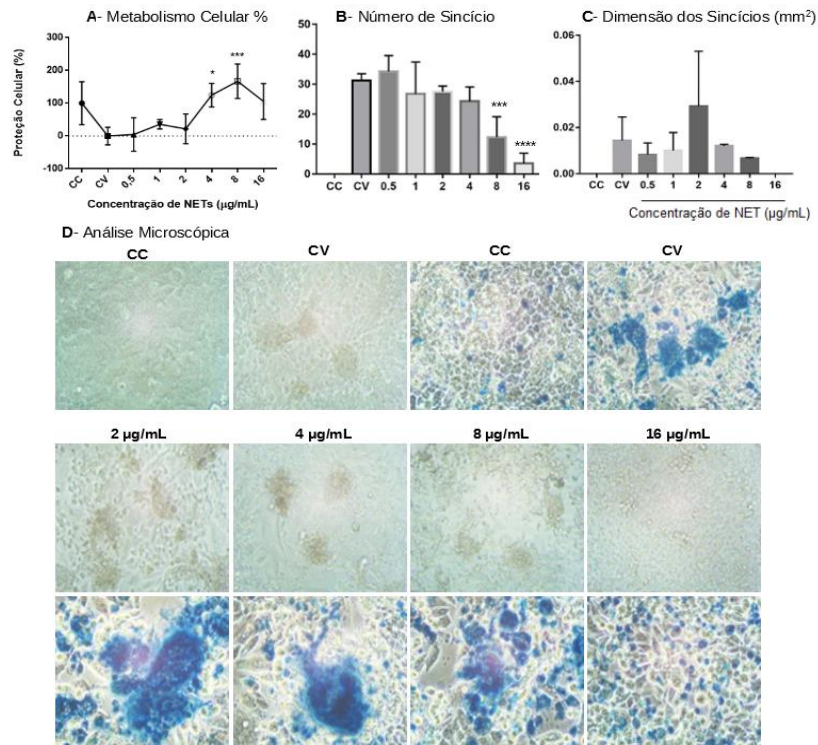 A- Metabolismo Celular %
Proteção Celular (%)
300
200
100
0
-100
*
***
CC CV 0,5 1 2 4 8 16
Concentração de NETs (µg/mL)
B- Número de Sincício
50
40
30
20
10
0
***
****
CC CV 0.5 1 2 4 8 16
C- Dimensão dos Sincícios (mm²)
0.06
0.04
0.02
0.00
CC CV 0.5 1 2 4 8 16
Concentração de NET (µg/mL)
D- Análise Microscópica
CC CV CC CV
2 µg/mL 4 µg/mL 8 µg/mL 16 µg/mL